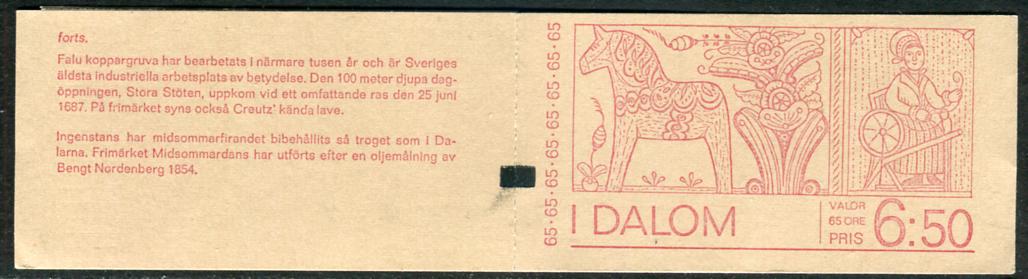 forts.
Falu koppargruva har bearbetats i närmare tusen år och är Sveriges
äldsta industriella arbetsplats av betydelse. Den 100 meter djupa dag-
öppningen, Stora Stöten, uppkom vid ett omfattande ras den 25 juni
1687. På frimärket syns också Creutz' kända lave.
Ingenstans har midsommarfirandet bibehållits så troget som i Da-
larna. Frimärket Midsommardans har utförts efter en oljemålning av
Bengt Nordenberg 1854.
65·65·65·65·65·65·65·65
I DALOM
VALÖR
65 ÖRE
PRIS
6:50